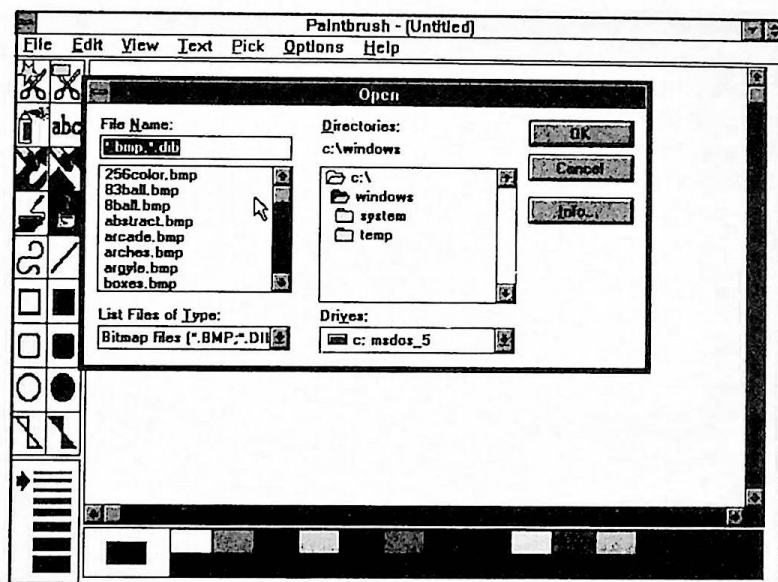 Paintbrush - [Untitled]
File Edit View Text Pick Options Help
Open
abc
File Name:
*.bmp,*.dib
256color.bmp
83ball.bmp
8ball.bmp
abstract.bmp
arcade.bmp
arches.bmp
argyle.bmp
boxes.bmp
List Files of Type:
Bitmap Files (*.BMP;*.DIB
Directories:
c:\windows
c:\
windows
system
temp
Drives:
c: msdos_5
OK
Cancel
Info...